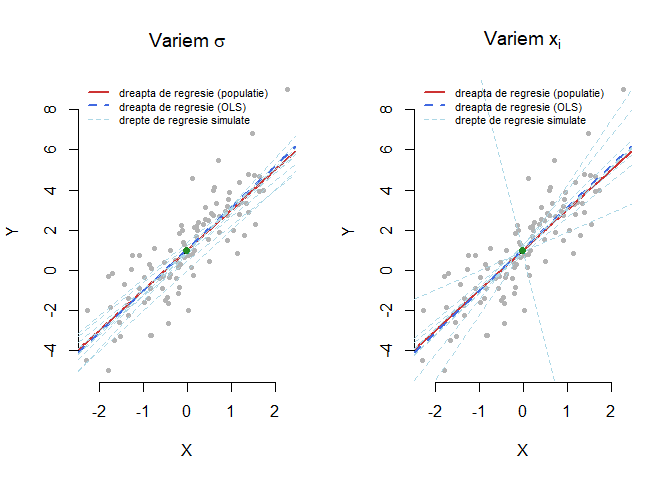 Variem σ
dreapta de regresie (populatie)
dreapta de regresie (OLS)
drepte de regresie simulate
8
6
4
2
0
-2
-4
Y
-2 -1 0 1 2
X
Variem xi
dreapta de regresie (populatie)
dreapta de regresie (OLS)
drepte de regresie simulate
8
6
4
2
0
-2
-4
Y
-2 -1 0 1 2
X